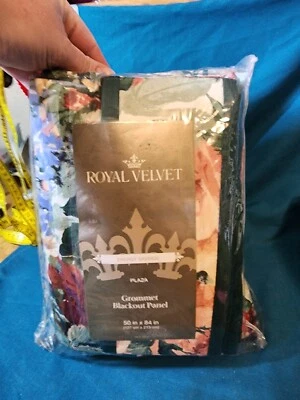 ROYAL VELVET
PLAZA
Grommet
Blackout Panel
50 in x 84 in